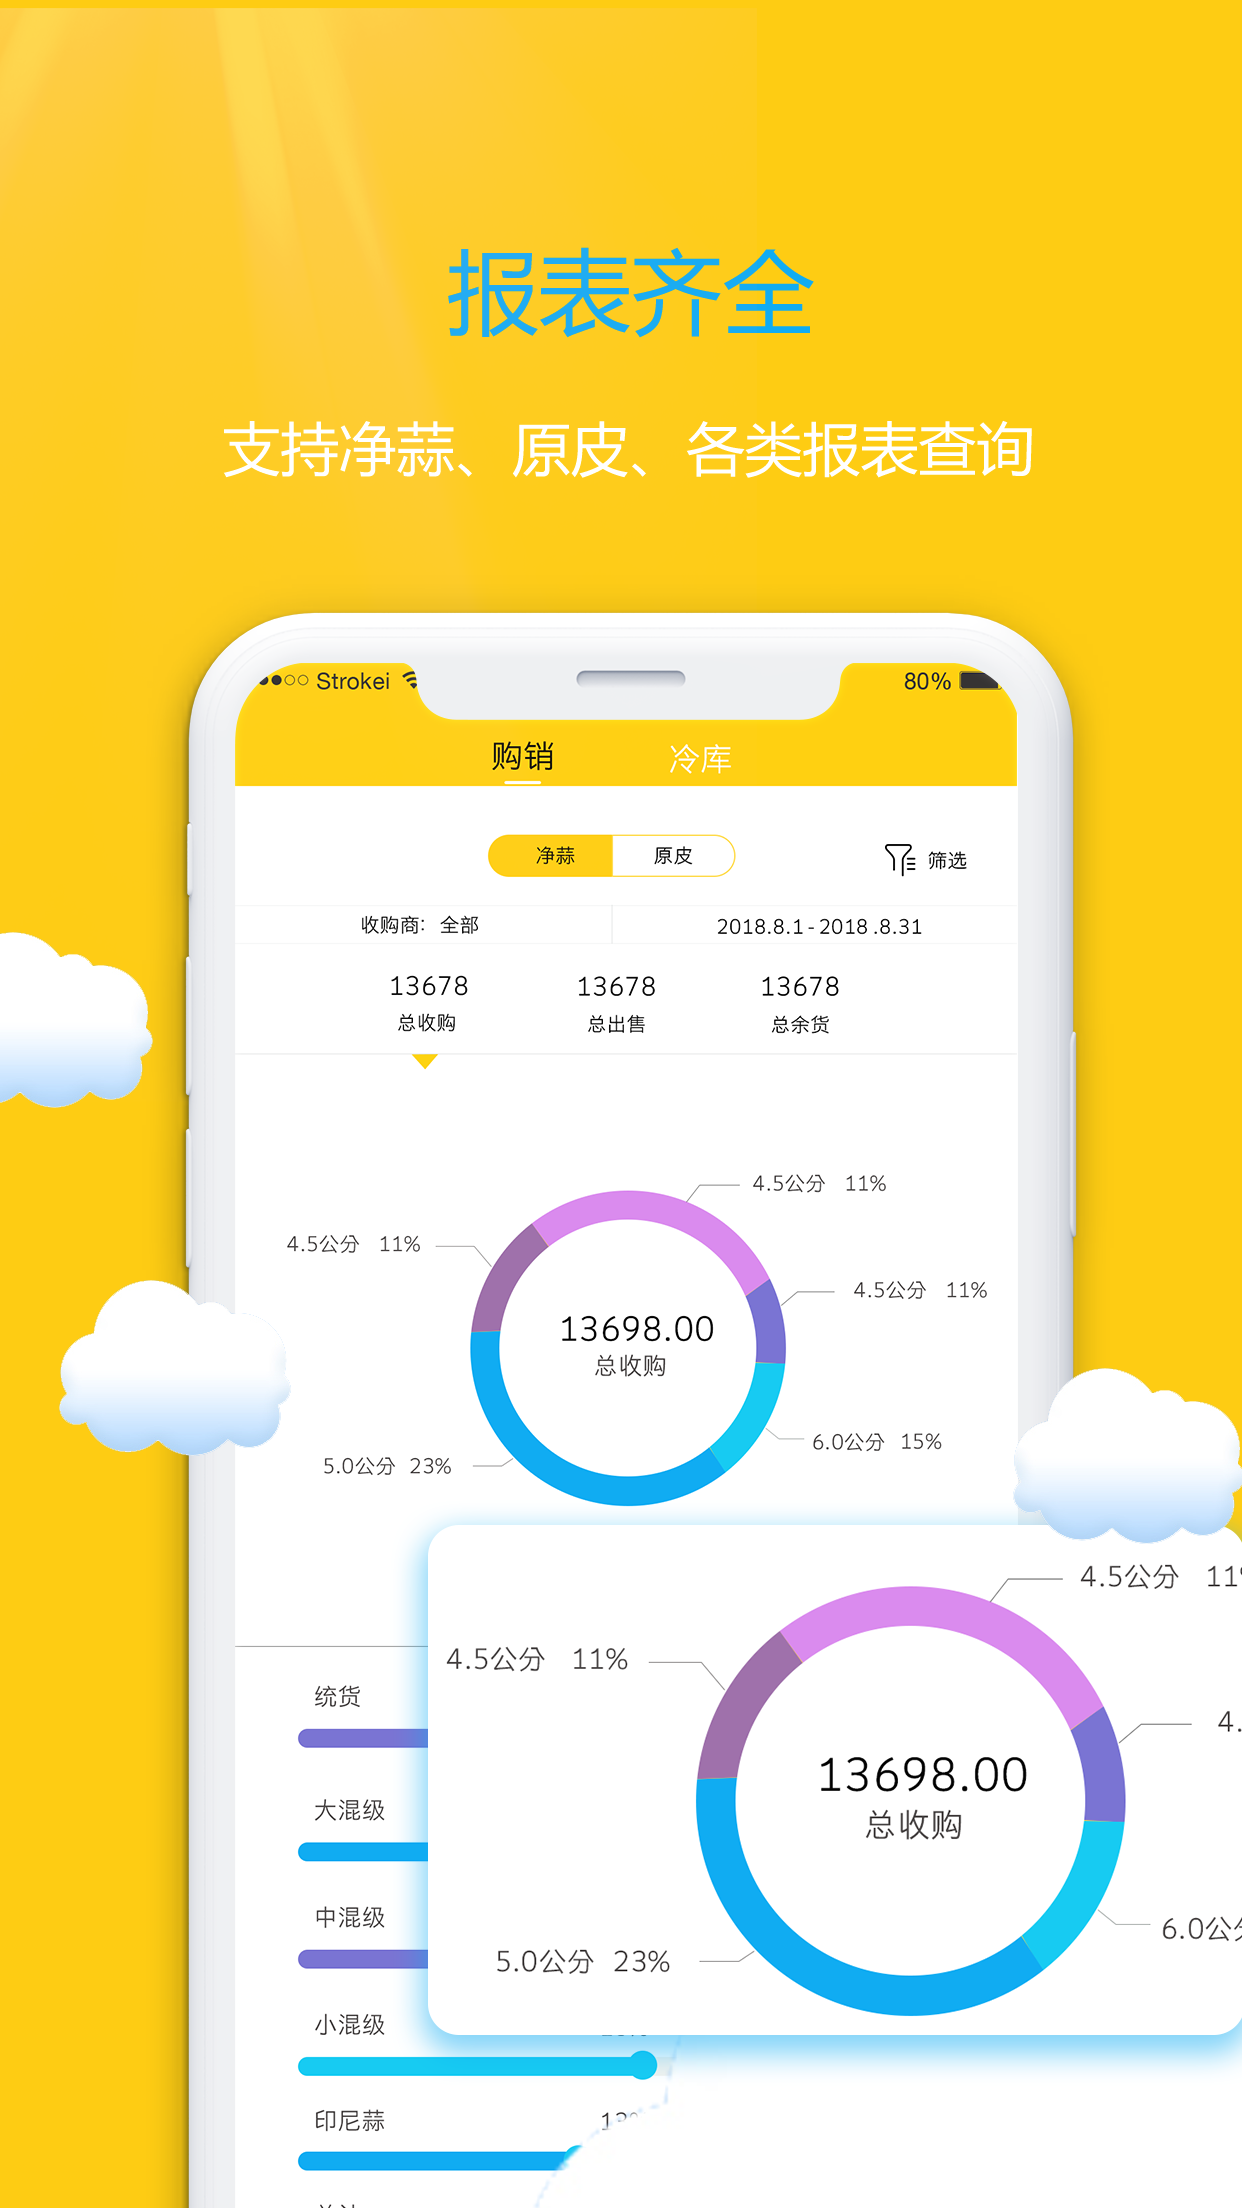 报表齐全
支持净蒜、原皮、各类报表查询
Strokei 80%
购销 冷库
净蒜 原皮 筛选
收购商: 全部 2018.8.1-2018.8.31
13678 13678 13678
总收购 总出售 总余货
4.5公分 11%
4.5公分 11%
4.5公分 11%
13698.00
总收购
6.0公分 15%
5.0公分 23%
4.5公分 11
4.5公分 11%
4.
13698.00
总收购
6.0公
5.0公分 23%
统货
大混级
中混级
小混级
印尼蒜